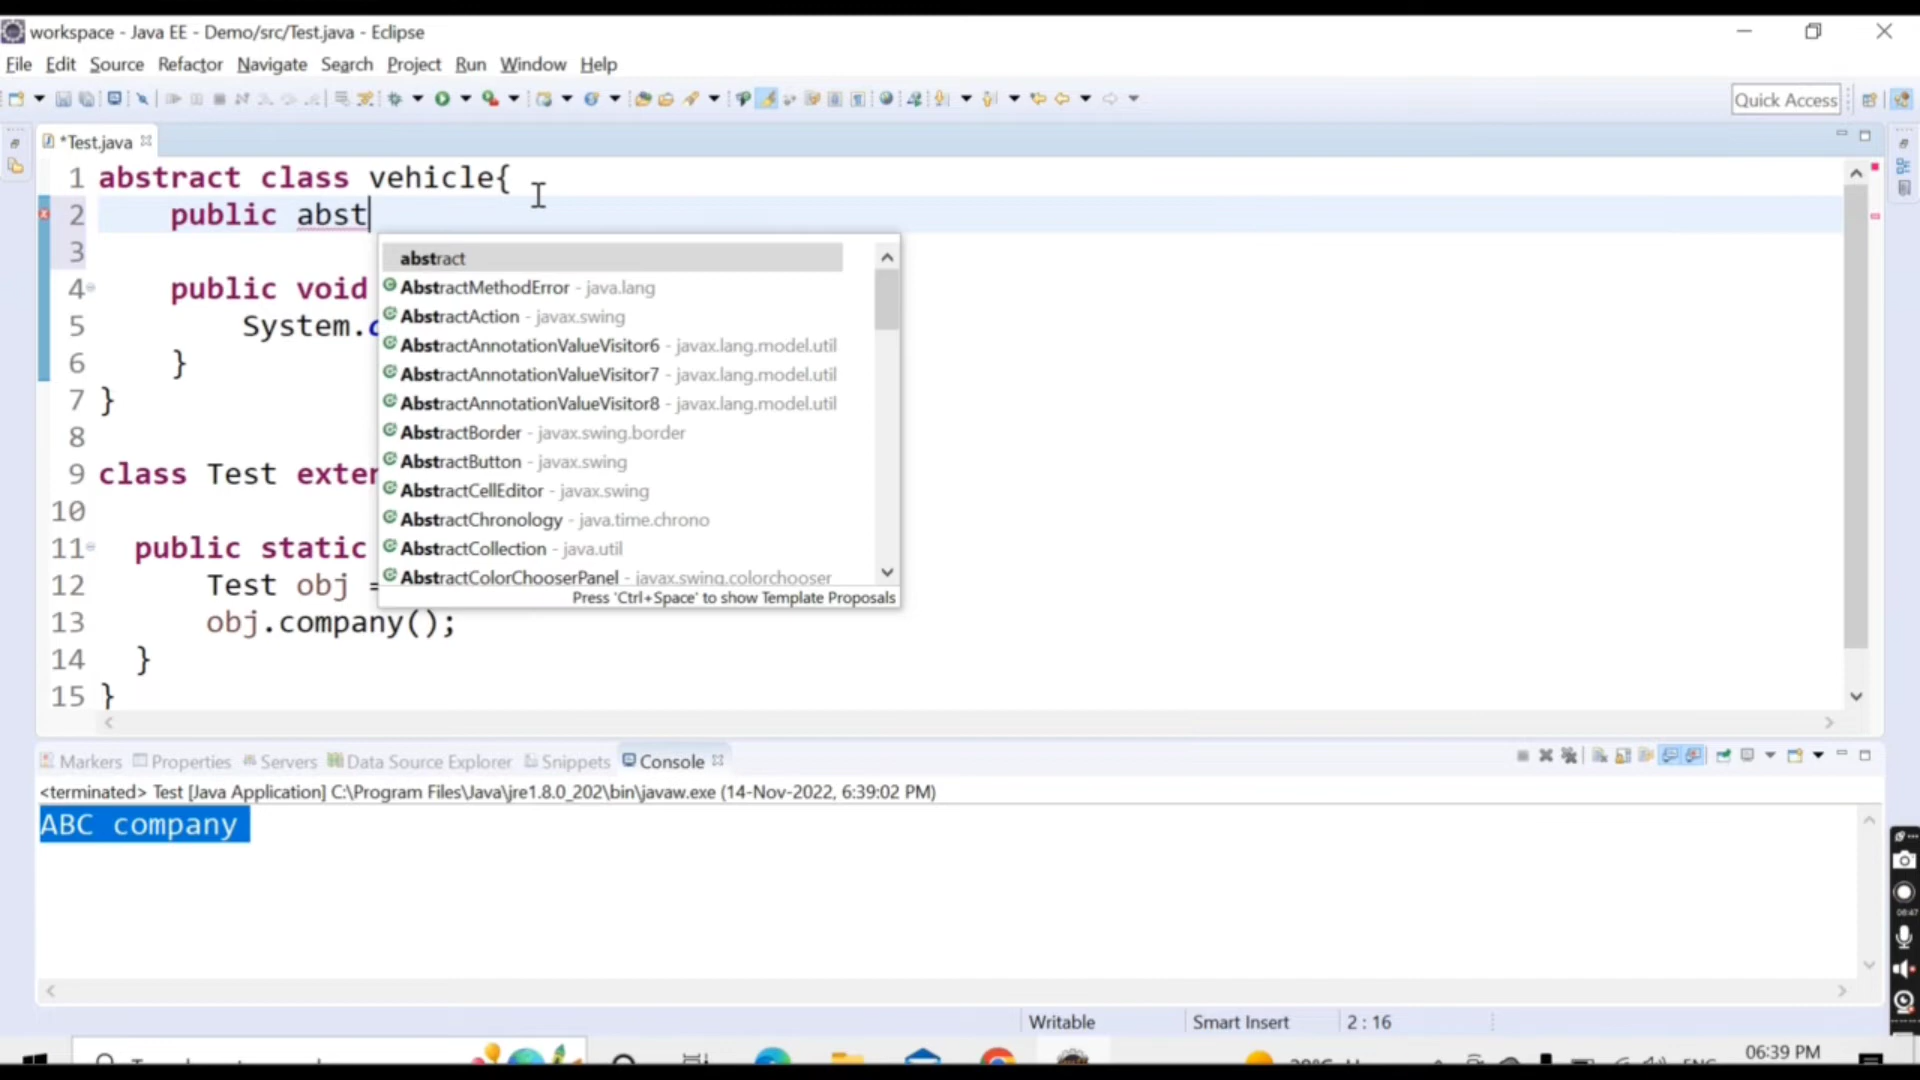 workspace - Java EE - Demo/src/Test.java - Eclipse
File Edit Source Refactor Navigate Search Project Run Window Help
Quick Access
*Test.java
1 abstract class vehicle{
2 public abst
3
4 public void
5 System.
6 }
7 }
8
9 class Test exten
10
11 public static
12 Test obj =
13 obj.company();
14 }
15 }
abstract
AbstractMethodError - java.lang
AbstractAction - javax.swing
AbstractAnnotationValueVisitor6 - javax.lang.model.util
AbstractAnnotationValueVisitor7 - javax.lang.model.util
AbstractAnnotationValueVisitor8 - javax.lang.model.util
AbstractBorder - javax.swing.border
AbstractButton - javax.swing
AbstractCellEditor - javax.swing
AbstractChronology - java.time.chrono
AbstractCollection - java.util
AbstractColorChooserPanel - javax.swing.colorchooser
Press 'Ctrl+Space' to show Template Proposals
Markers Properties Servers Data Source Explorer Snippets Console
<terminated> Test [Java Application] C:\Program Files\Java\jre1.8.0_202\bin\javaw.exe (14-Nov-2022, 6:39:02 PM)
ABC company
Writable Smart Insert 2 : 16
06:39 PM